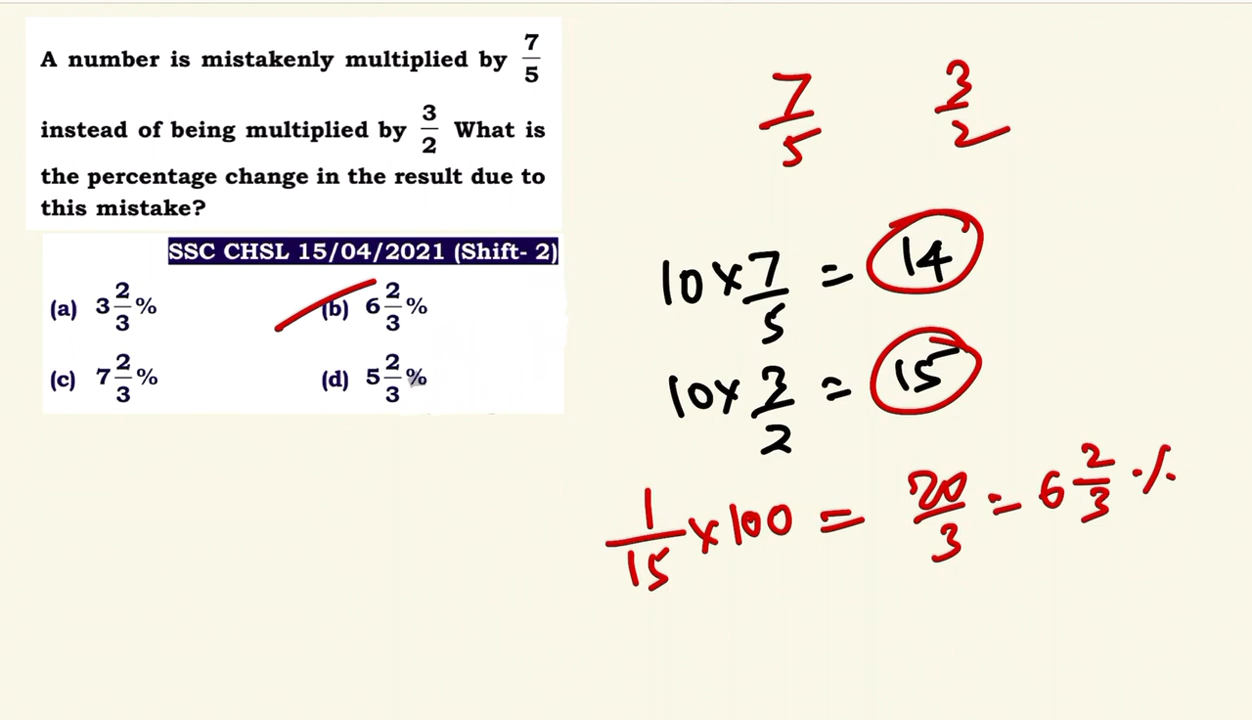 A number is mistakenly multiplied by 7/5
instead of being multiplied by 3/2 What is
the percentage change in the result due to
this mistake?
SSC CHSL 15/04/2021 (Shift- 2)
(a) 3 2/3 % (b) 6 2/3 %
(c) 7 2/3 % (d) 5 2/3 %
7/5 3/2
10 × 7/5 = 14
10 × 3/2 = 15
1/15 × 100 = 20/3 = 6 2/3 %